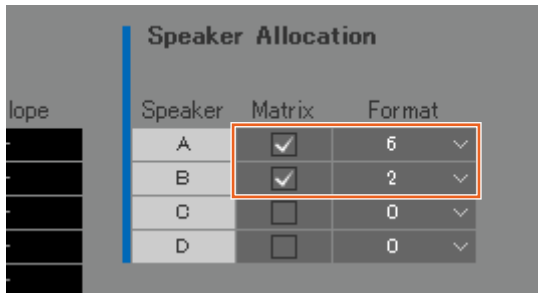 Speaker Allocation
lope Speaker Matrix Format
A 6
B 2
C 0
D 0